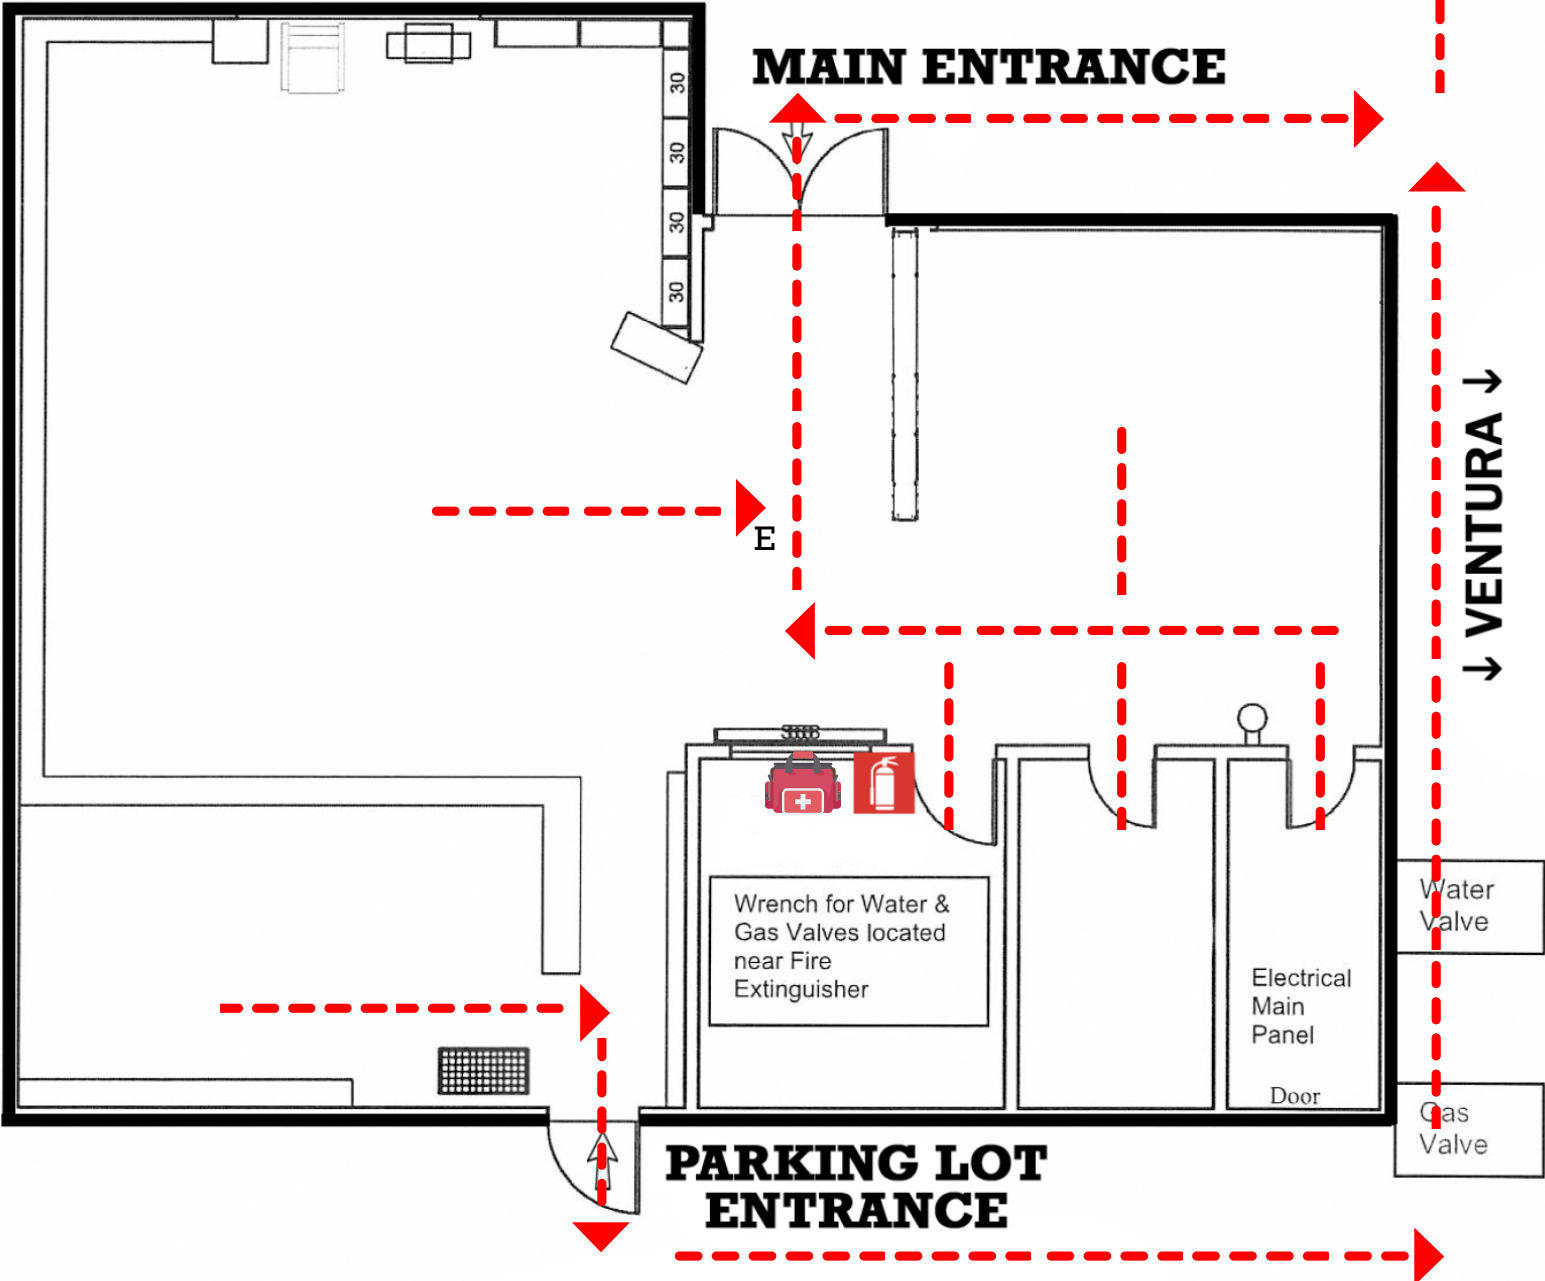 MAIN ENTRANCE
30
30
30
30
E
↓ VENTURA ↓
Wrench for Water &
Gas Valves located
near Fire
Extinguisher
Water
Valve
Electrical
Main
Panel
Door
Gas
Valve
PARKING LOT
ENTRANCE